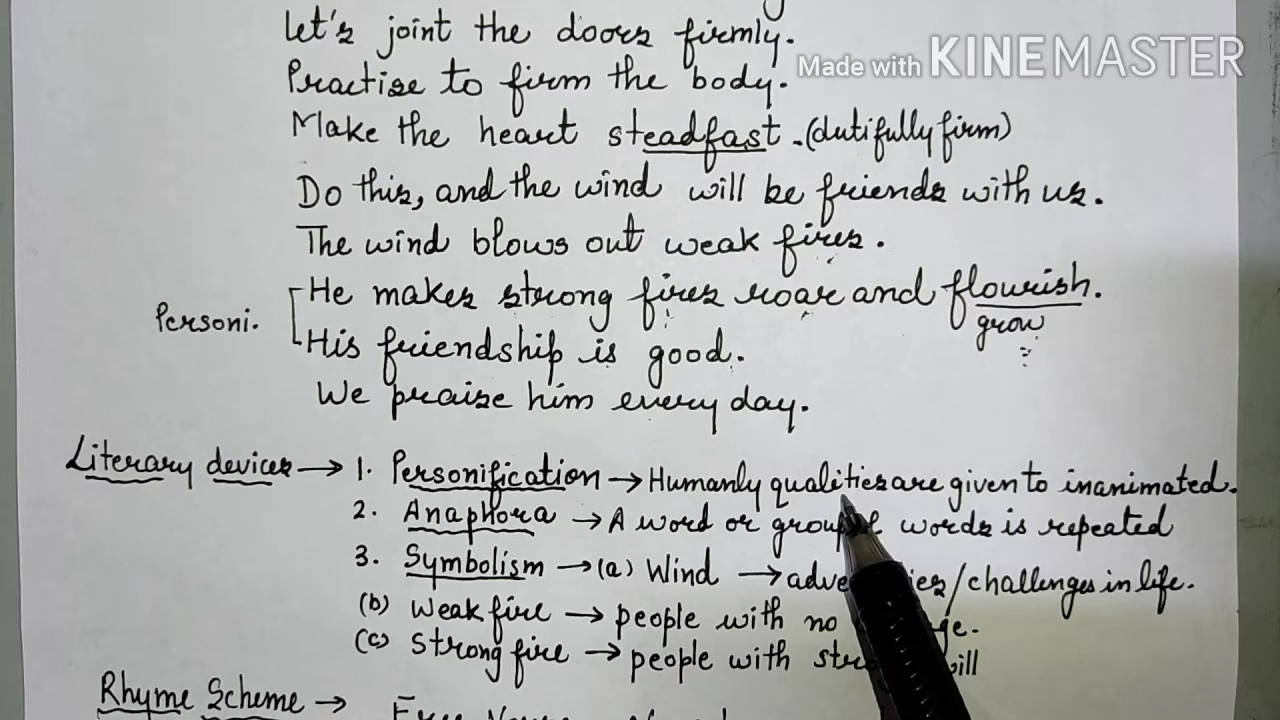 Let's joint the doors firmly.
Made with KINEMASTER
Practise to firm the body.
Make the heart steadfast. (dutifully firm)
Do this, and the wind will be friends with us.
The wind blows out weak fires.
He makes strong fires roar and flourish.
grow
Personi.
His friendship is good.
We praise him every day.
Literary devices → 1. Personification → Humanly qualities are given to inanimated.
2. Anaphora → A word or group words is repeated
3. Symbolism → (a) Wind → /challenges in life.
(b) Weak fire → people with no
(c) Strong fire → people with
Rhyme Scheme →